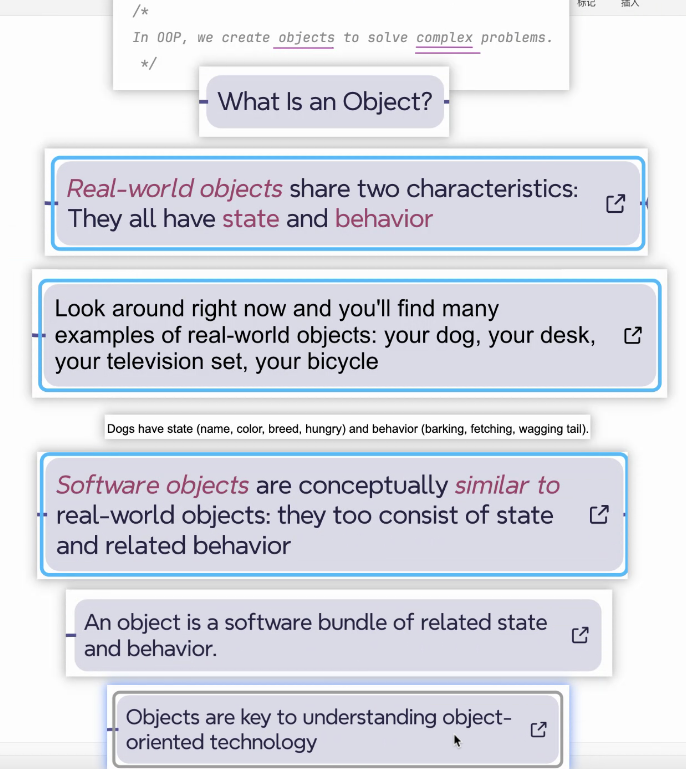 标记
插入
/*
In OOP, we create objects to solve complex problems.
*/
What Is an Object?
Real-world objects share two characteristics:
They all have state and behavior
Look around right now and you'll find many
examples of real-world objects: your dog, your desk,
your television set, your bicycle
Dogs have state (name, color, breed, hungry) and behavior (barking, fetching, wagging tail).
Software objects are conceptually similar to
real-world objects: they too consist of state
and related behavior
An object is a software bundle of related state
and behavior.
Objects are key to understanding object-
oriented technology